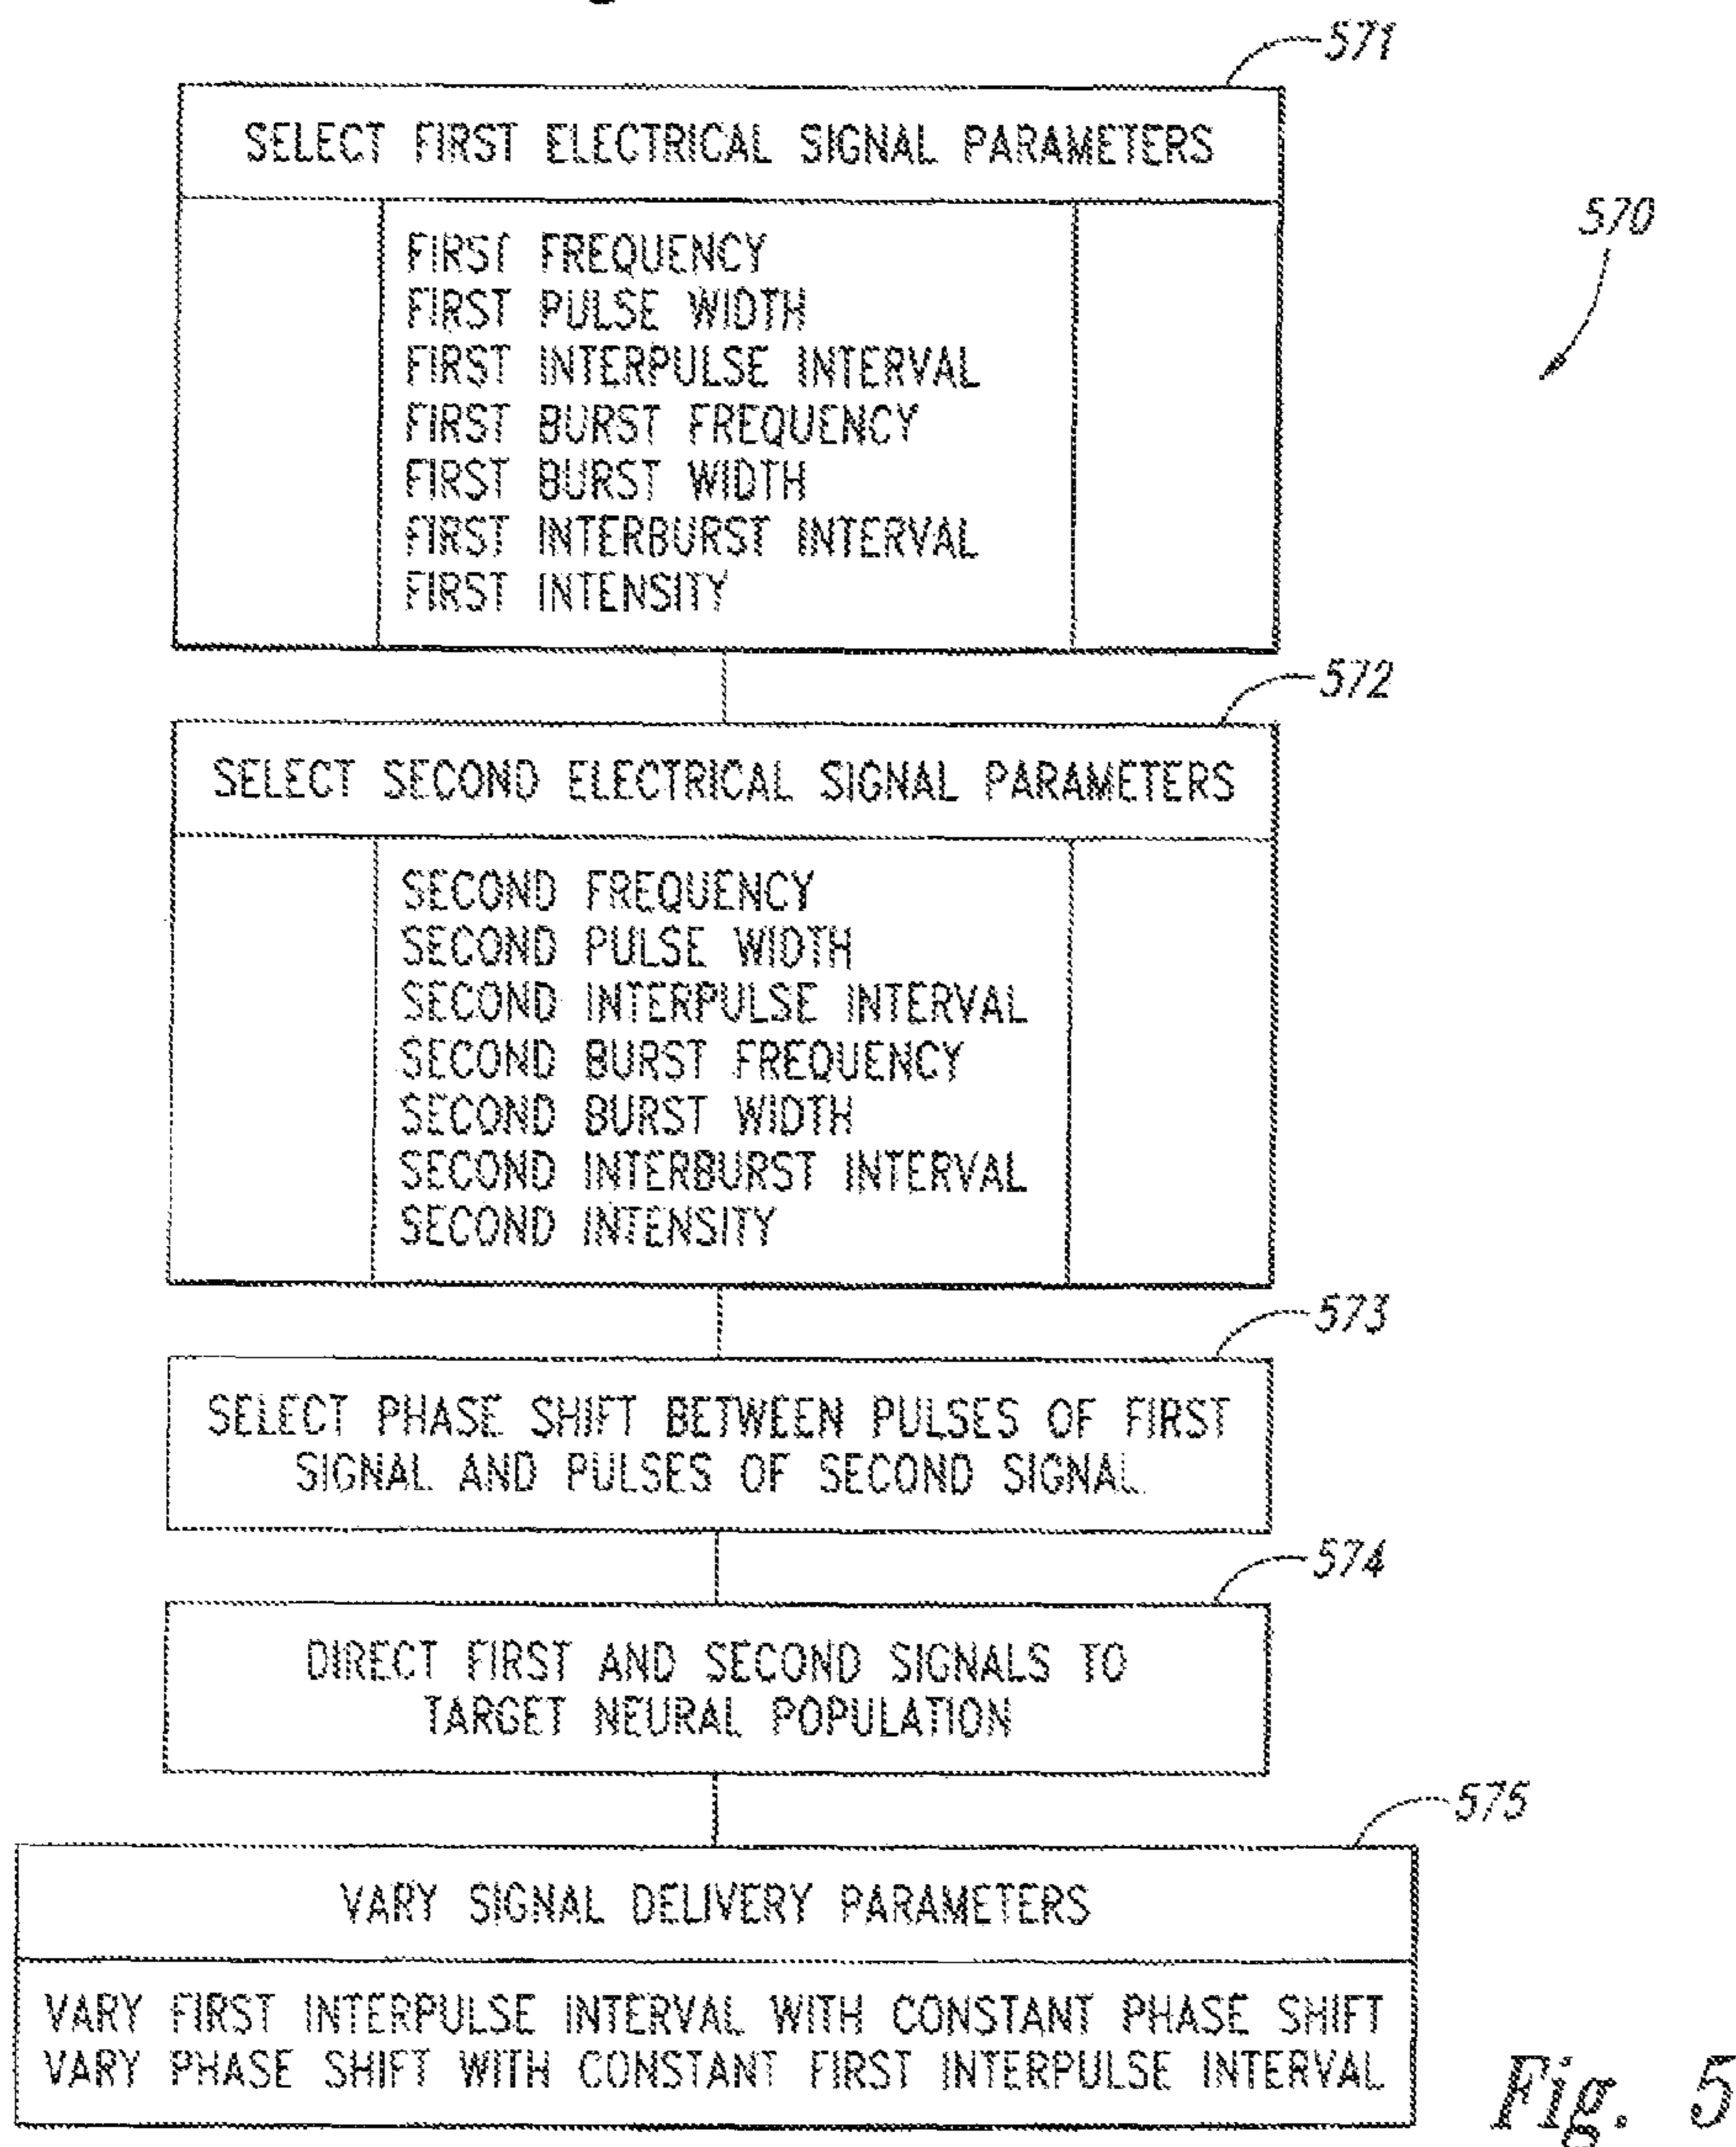 571
SELECT FIRST ELECTRICAL SIGNAL PARAMETERS
570
FIRST FREQUENCY
FIRST PULSE WIDTH
FIRST INTERPULSE INTERVAL
FIRST BURST FREQUENCY
FIRST BURST WIDTH
FIRST INTERBURST INTERVAL
FIRST INTENSITY
572
SELECT SECOND ELECTRICAL SIGNAL PARAMETERS
SECOND FREQUENCY
SECOND PULSE WIDTH
SECOND INTERPULSE INTERVAL
SECOND BURST FREQUENCY
SECOND BURST WIDTH
SECOND INTERBURST INTERVAL
SECOND INTENSITY
573
SELECT PHASE SHIFT BETWEEN PULSES OF FIRST
SIGNAL AND PULSES OF SECOND SIGNAL
574
DIRECT FIRST AND SECOND SIGNALS TO
TARGET NEURAL POPULATION
575
VARY SIGNAL DELIVERY PARAMETERS
VARY FIRST INTERPULSE INTERVAL WITH CONSTANT PHASE SHIFT
VARY PHASE SHIFT WITH CONSTANT FIRST INTERPULSE INTERVAL
Fig. 5